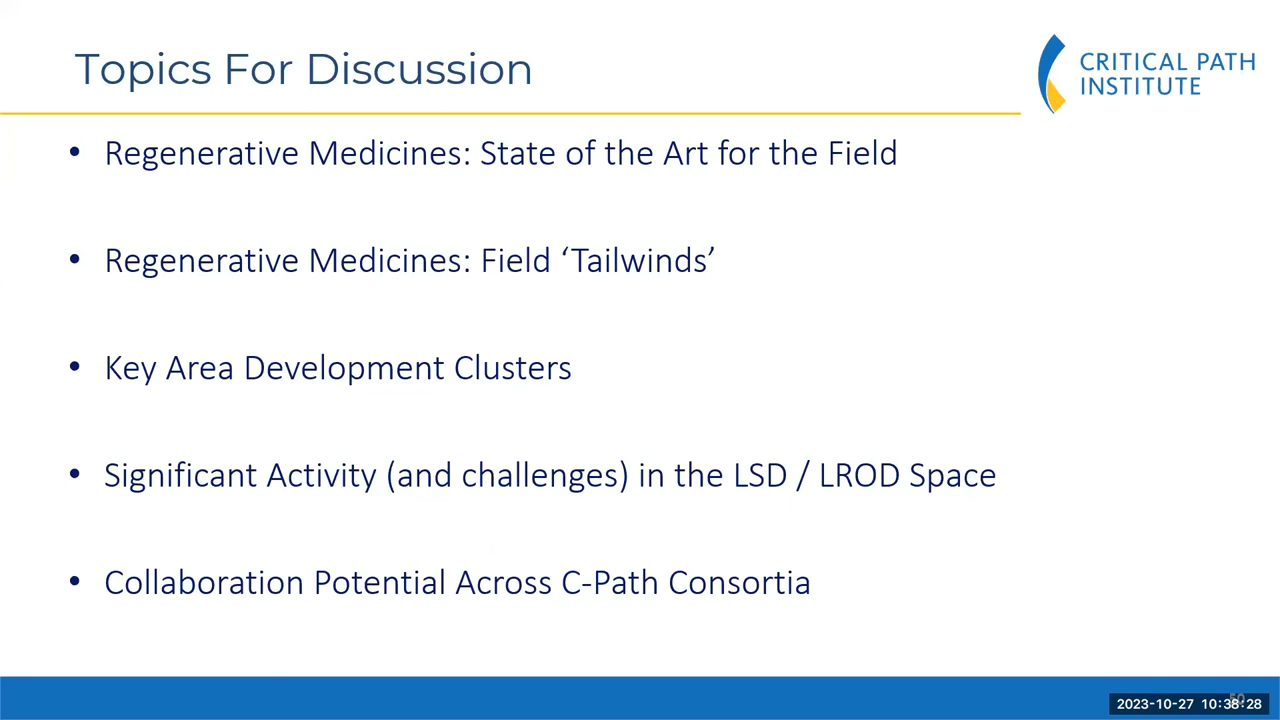 Topics For Discussion
CRITICAL PATH
INSTITUTE
• Regenerative Medicines: State of the Art for the Field
• Regenerative Medicines: Field ‘Tailwinds’
• Key Area Development Clusters
• Significant Activity (and challenges) in the LSD / LROD Space
• Collaboration Potential Across C-Path Consortia
2023-10-27 10:38:28